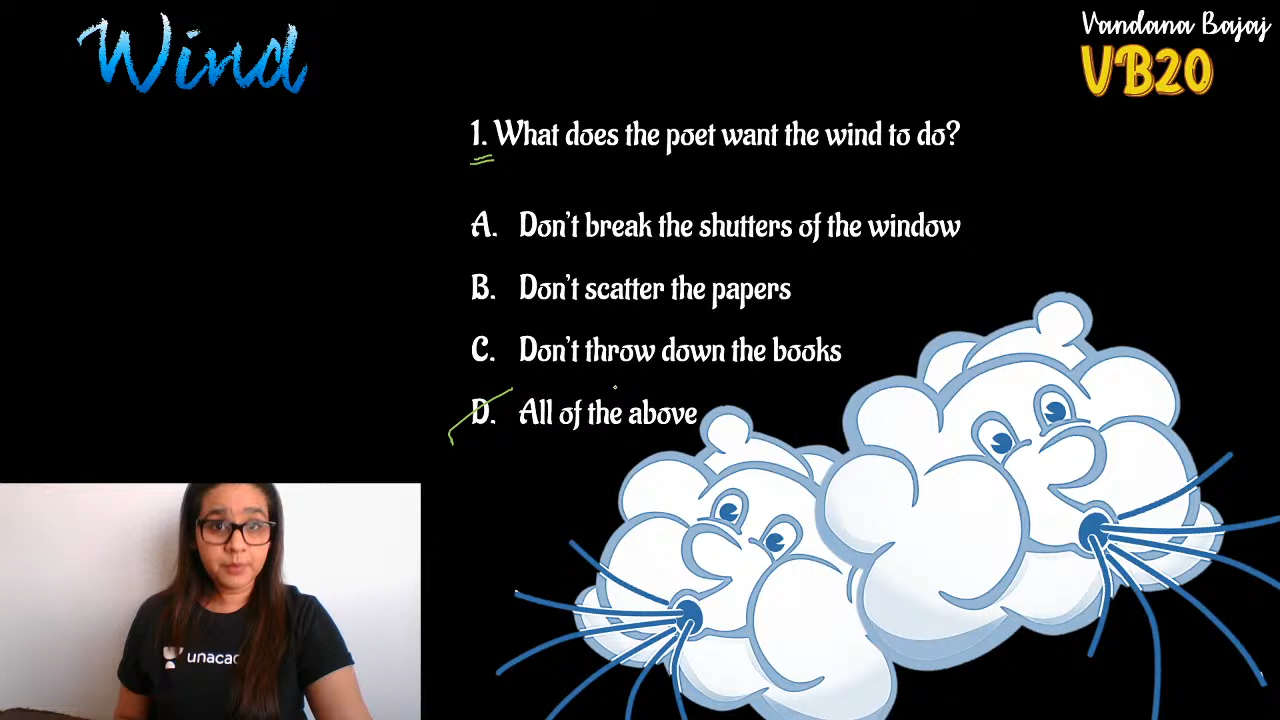 Wind
Vandana Bajaj
VB20
1. What does the poet want the wind to do?
A. Don't break the shutters of the window
B. Don't scatter the papers
C. Don't throw down the books
D. All of the above
unacad